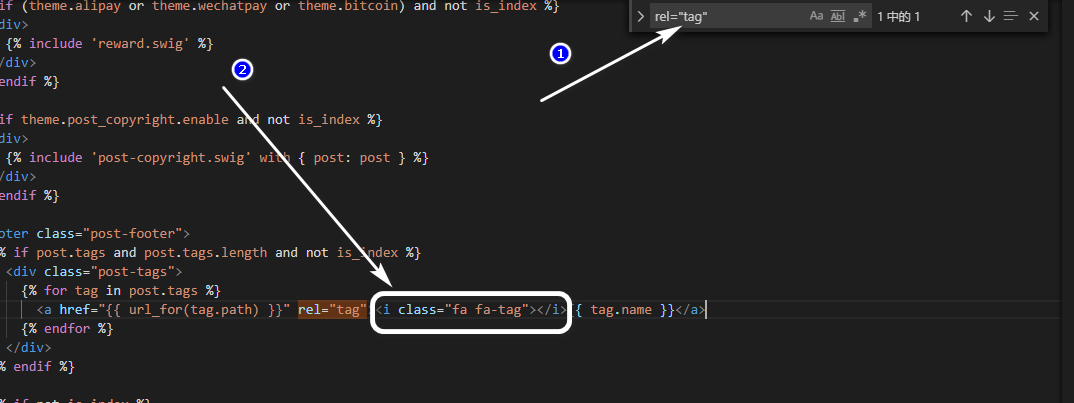 if (theme.alipay or theme.wechatpay or theme.bitcoin) and not is_index %}
rel="tag" Aa Abl .* 1 中的 1
div>
{% include 'reward.swig' %}
/div>
endif %}
if theme.post_copyright.enable and not is_index %}
div>
{% include 'post-copyright.swig' with { post: post } %}
/div>
endif %}
oter class="post-footer">
% if post.tags and post.tags.length and not is_index %}
<div class="post-tags">
{% for tag in post.tags %}
<a href="{{ url_for(tag.path) }}" rel="tag" <i class="fa fa-tag"></i> { tag.name }}</a>
{% endfor %}
</div>
% endif %}
% if not is_index %}
1
2